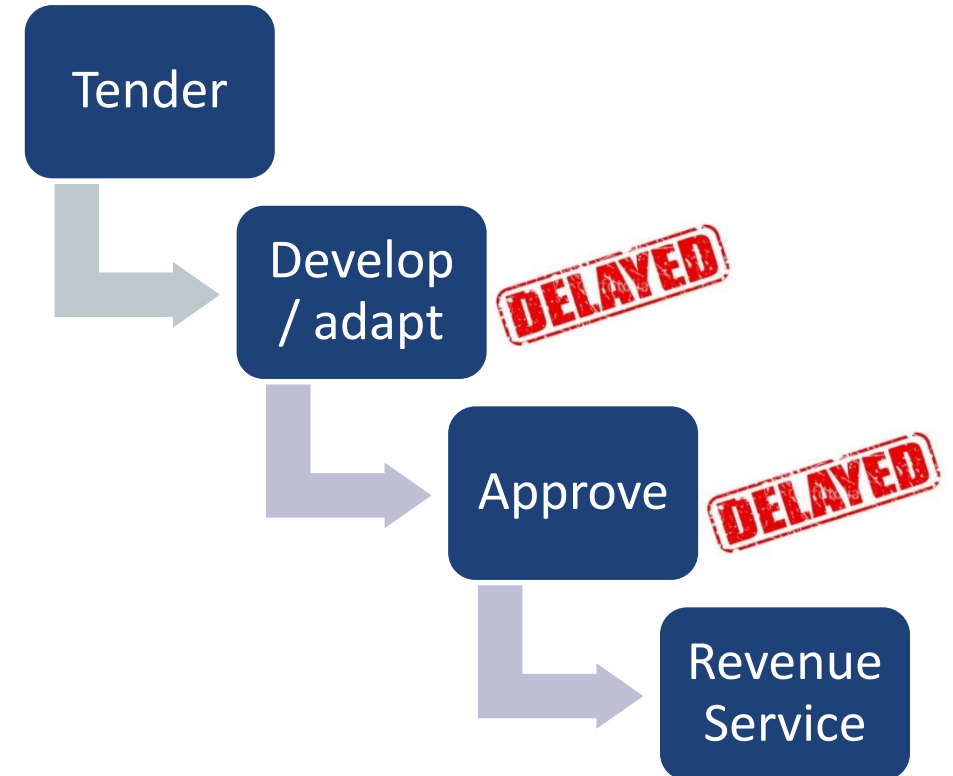 Tender
Develop
/ adapt
DELAYED
Approve
DELAYED
Revenue
Service